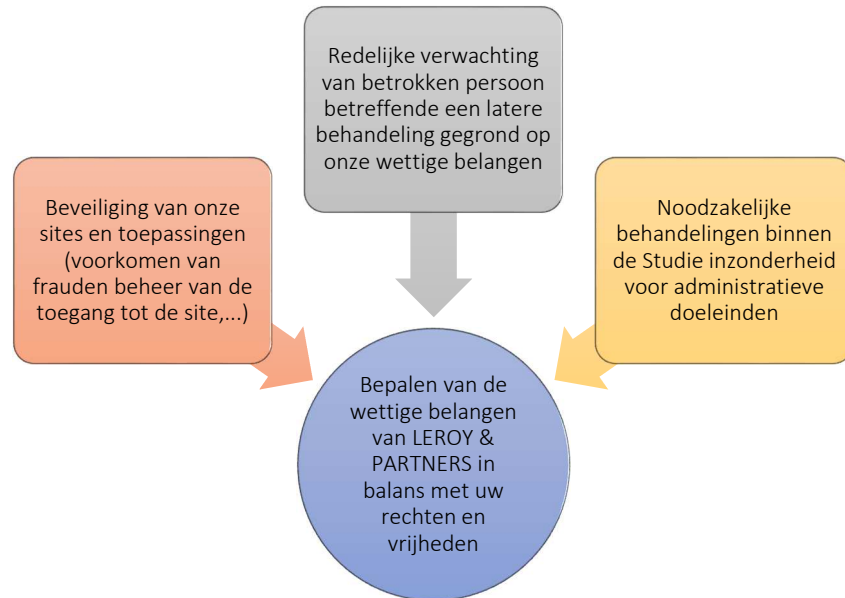 Redelijke verwachting
van betrokken persoon
betreffende een latere
behandeling gegrond op
onze wettige belangen
Beveiliging van onze
sites en toepassingen
(voorkomen van
frauden beheer van de
toegang tot de site,...)
Noodzakelijke
behandelingen binnen
de Studie inzonderheid
voor administratieve
doeleinden
Bepalen van de
wettige belangen
van LEROY &
PARTNERS in
balans met uw
rechten en
vrijheden